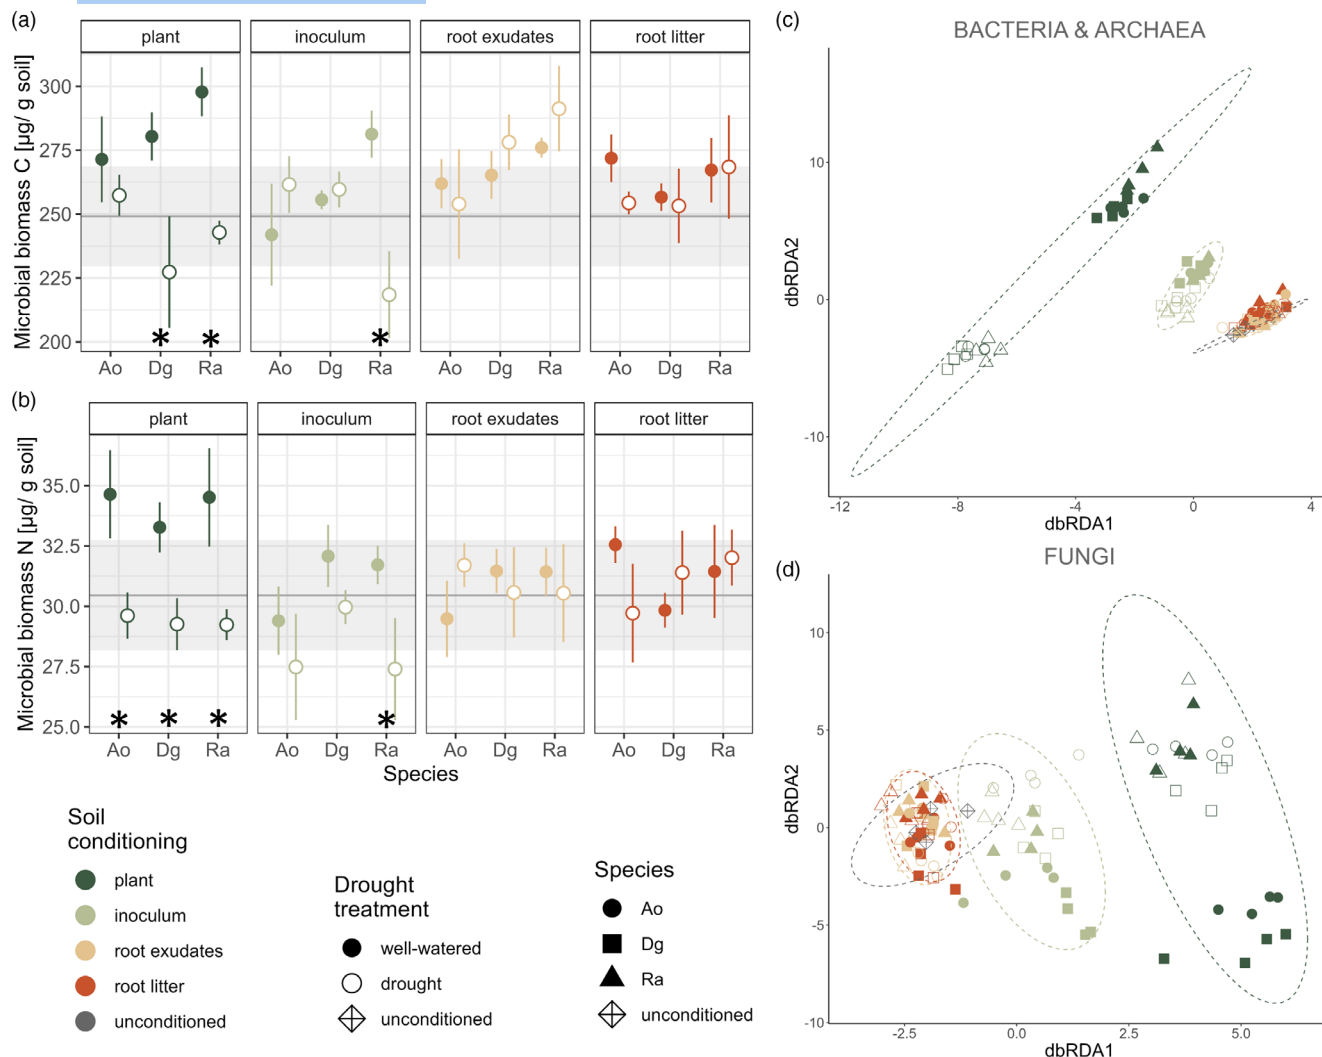 (a)
plant
inoculum
root exudates
root litter
Microbial biomass C [µg/ g soil]
300
275
250
225
200
* * *
Ao Dg Ra
Ao Dg Ra
Ao Dg Ra
Ao Dg Ra
(b)
plant
inoculum
root exudates
root litter
Microbial biomass N [µg/ g soil]
35.0
32.5
30.0
27.5
25.0
* * * *
Ao Dg Ra
Ao Dg Ra
Ao Dg Ra
Ao Dg Ra
Species
Soil
conditioning
plant
inoculum
root exudates
root litter
unconditioned
Drought
treatment
well-watered
drought
unconditioned
Species
Ao
Dg
Ra
unconditioned
(c)
BACTERIA & ARCHAEA
dbRDA2
10
0
-10
-12 -8 -4 0 4
dbRDA1
(d)
FUNGI
dbRDA2
10
5
0
-5
-10
-2.5 0.0 2.5 5.0
dbRDA1